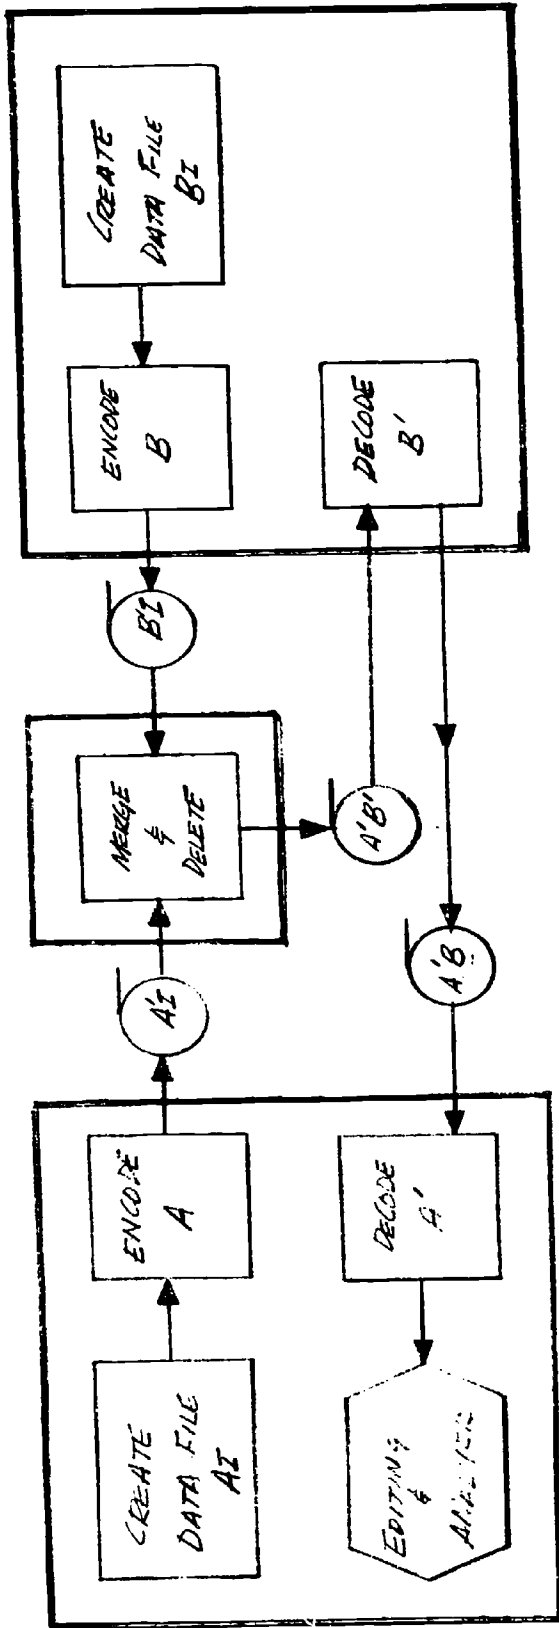 CREATE
DATA FILE
AI
ENCODE
A
A'I
MERGE
&
DELETE
B'I
ENCODE
B
CREATE
DATA FILE
BI
EDITING
&
DECODE
A'
A'B
A'B'
DECODE
B'